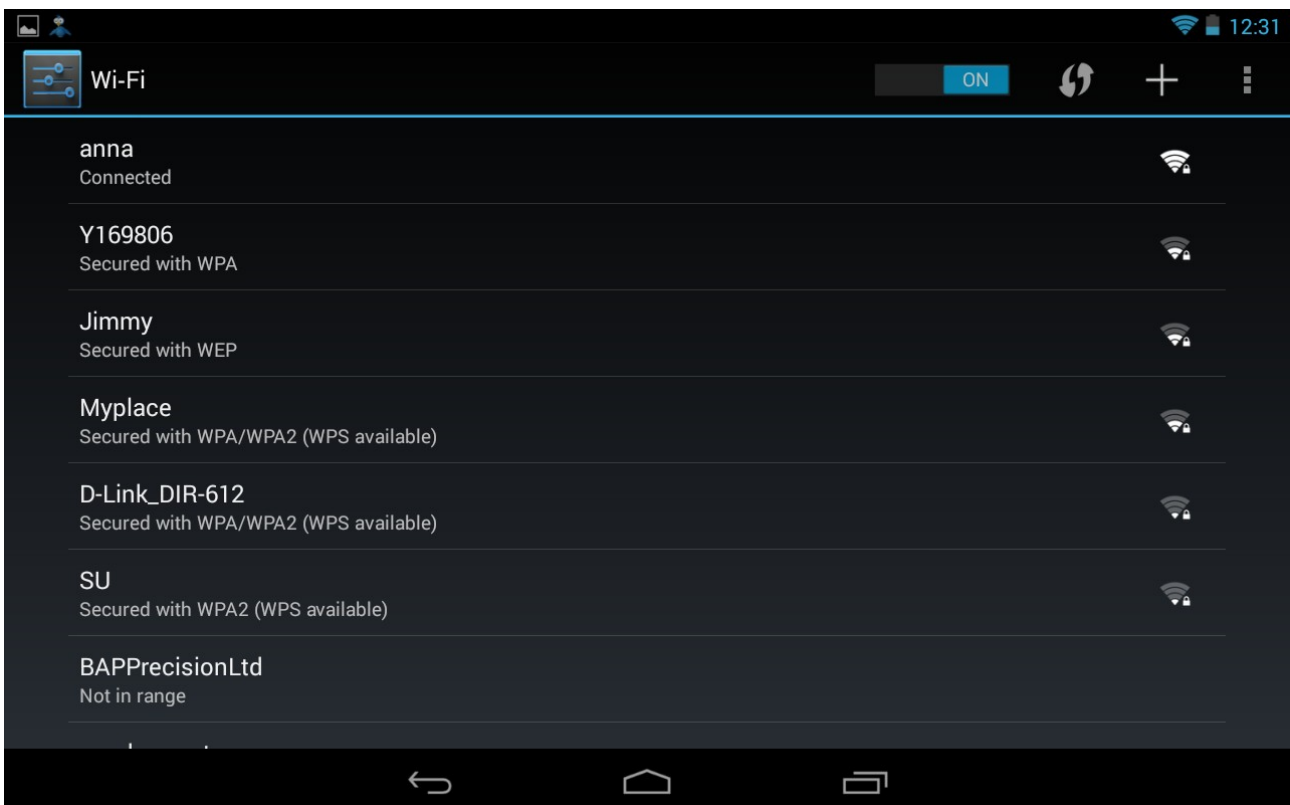 12:31
Wi-Fi
ON
anna
Connected
Y169806
Secured with WPA
Jimmy
Secured with WEP
Myplace
Secured with WPA/WPA2 (WPS available)
D-Link_DIR-612
Secured with WPA/WPA2 (WPS available)
SU
Secured with WPA2 (WPS available)
BAPPrecisionLtd
Not in range